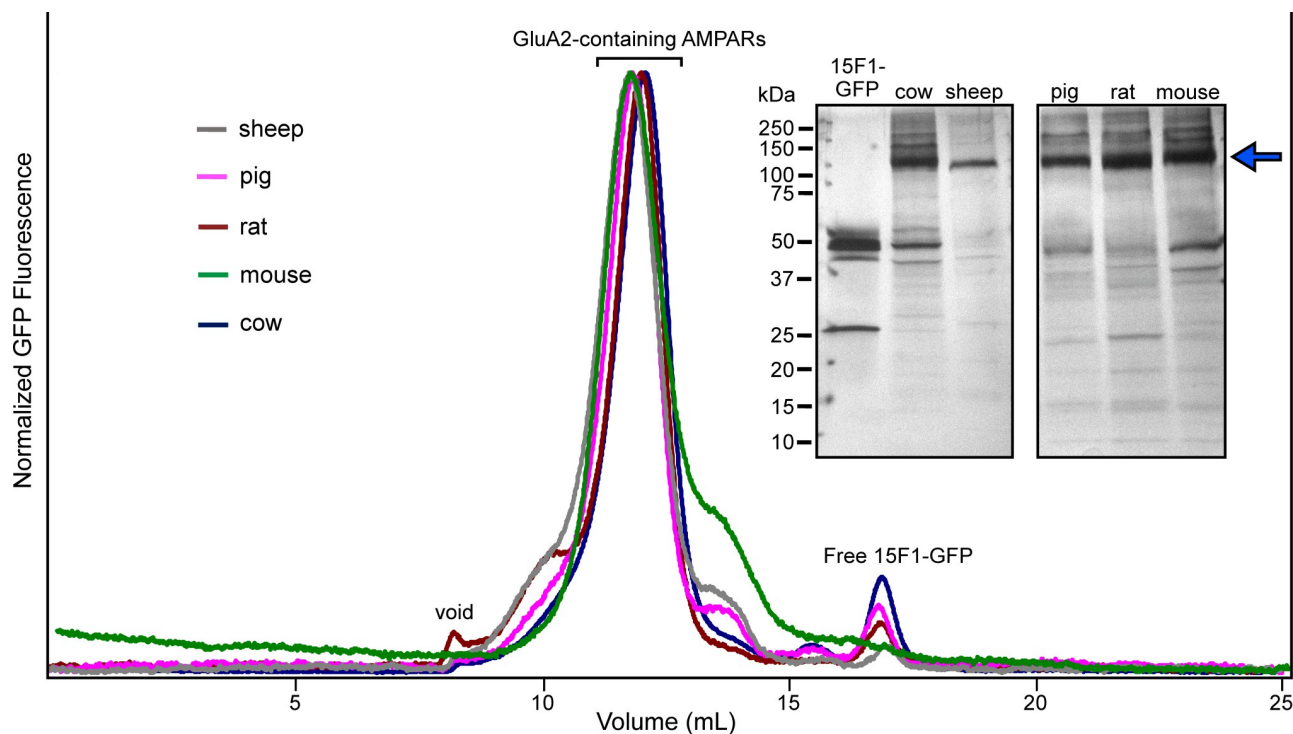 GluA2-containing AMPARs
15F1-
GFP
cow
sheep
pig
rat
mouse
kDa
250
150
100
75
50
37
25
20
15
10
sheep
pig
rat
mouse
cow
Normalized GFP Fluorescence
void
Free 15F1-GFP
5
10
15
20
25
Volume (mL)